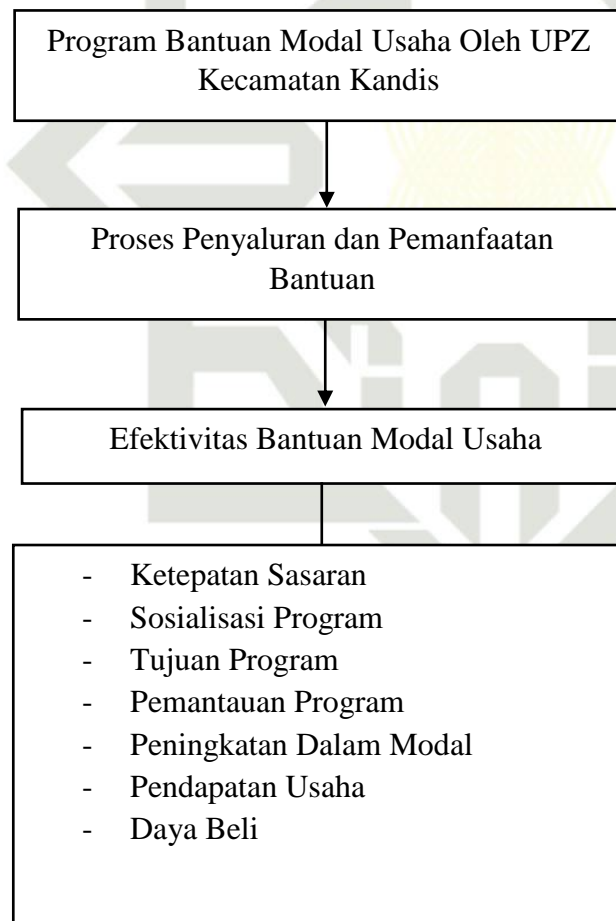 Program Bantuan Modal Usaha Oleh UPZ
Kecamatan Kandis
Proses Penyaluran dan Pemanfaatan
Bantuan
Efektivitas Bantuan Modal Usaha
- Ketepatan Sasaran
- Sosialisasi Program
- Tujuan Program
- Pemantauan Program
- Peningkatan Dalam Modal
- Pendapatan Usaha
- Daya Beli